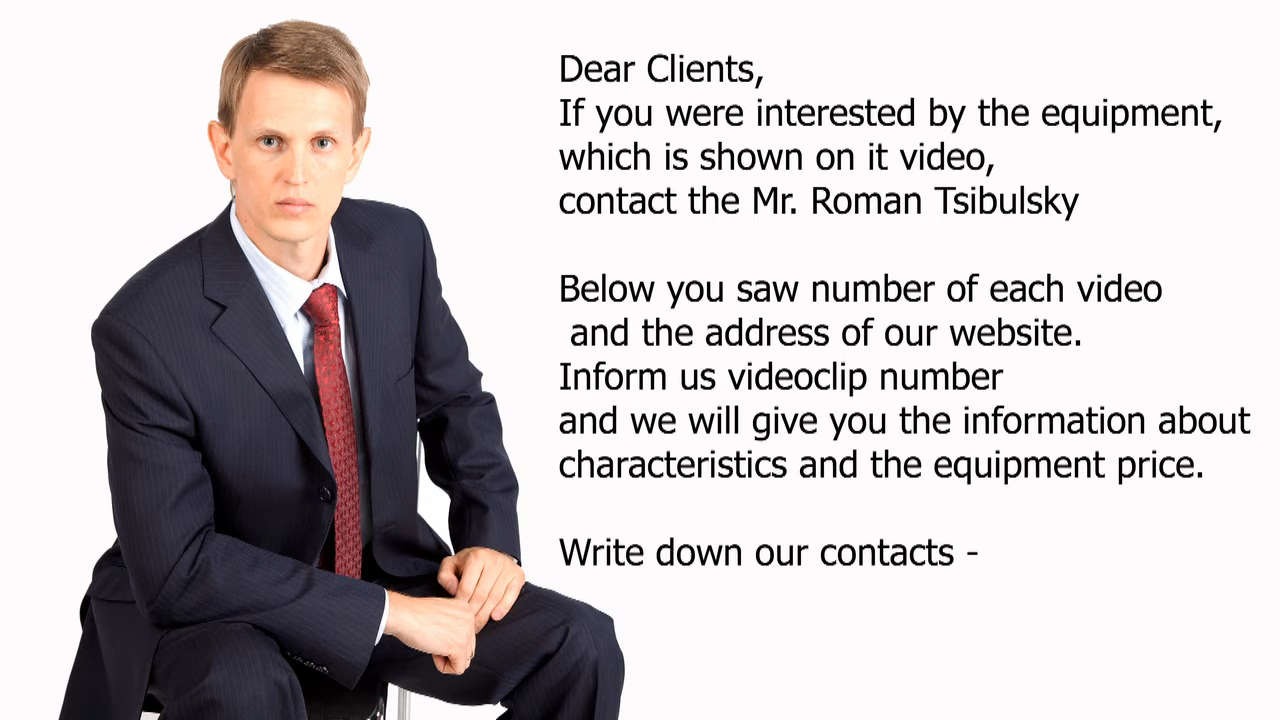 Dear Clients,
If you were interested by the equipment,
which is shown on it video,
contact the Mr. Roman Tsibulsky
Below you saw number of each video
and the address of our website.
Inform us videoclip number
and we will give you the information about
characteristics and the equipment price.
Write down our contacts -